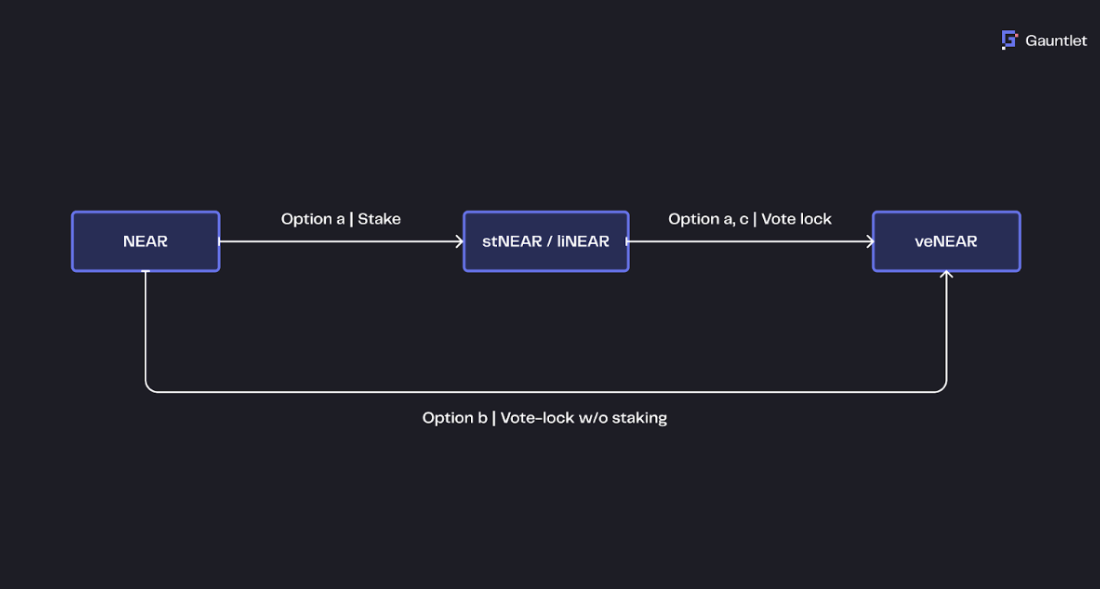 Gauntlet
Option a | Stake
Option a, c | Vote lock
NEAR
stNEAR / liNEAR
veNEAR
Option b | Vote-lock w/o staking